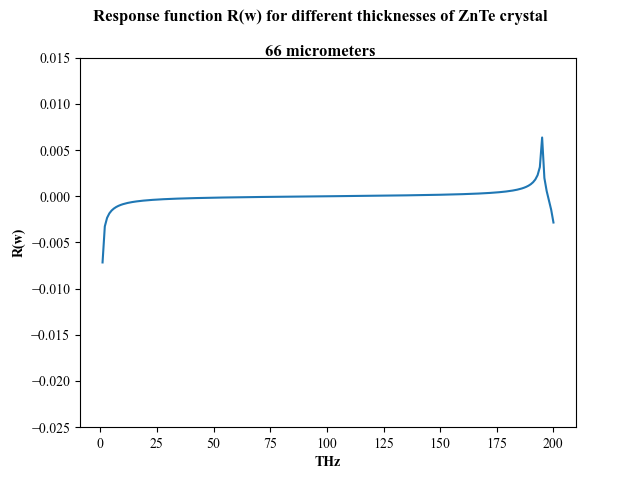 Response function R(w) for different thicknesses of ZnTe crystal
66 micrometers
0.015
0.010
0.005
0.000
−0.005
−0.010
−0.015
−0.020
−0.025
R(w)
0 25 50 75 100 125 150 175 200
THz